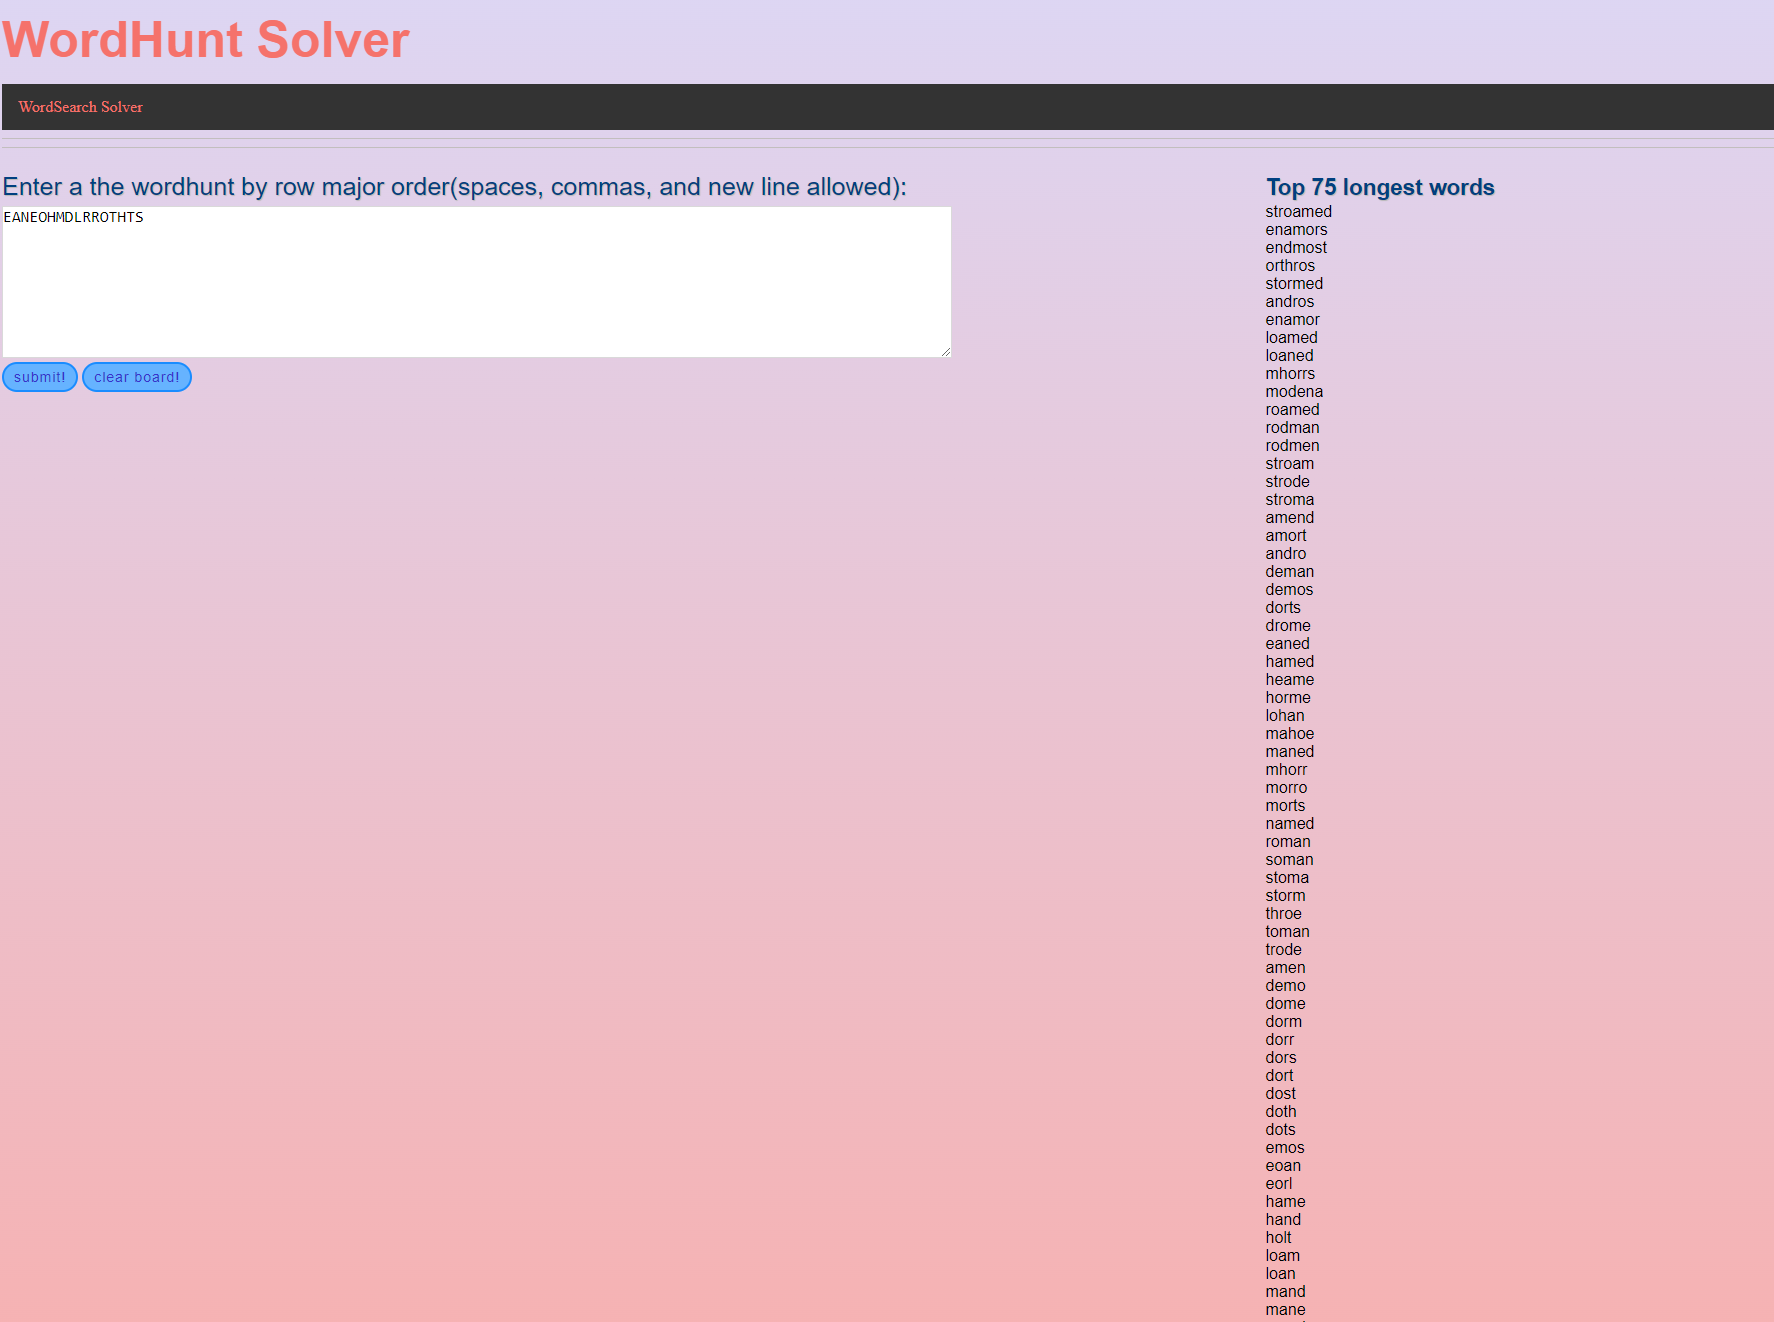 WordHunt Solver
WordSearch Solver
Enter a the wordhunt by row major order(spaces, commas, and new line allowed):
EANEOHMDLRROTHTS
submit!
clear board!
Top 75 longest words
stroamed
enamors
endmost
orthros
stormed
andros
enamor
loamed
loaned
mhorrs
modena
roamed
rodman
rodmen
stroam
strode
stroma
amend
amort
andro
deman
demos
dorts
drome
eaned
hamed
heame
horme
lohan
mahoe
maned
mhorr
morro
morts
named
roman
soman
stoma
storm
throe
toman
trode
amen
demo
dome
dorm
dorr
dors
dort
dost
doth
dots
emos
eoan
eorl
hame
hand
holt
loam
loan
mand
mane